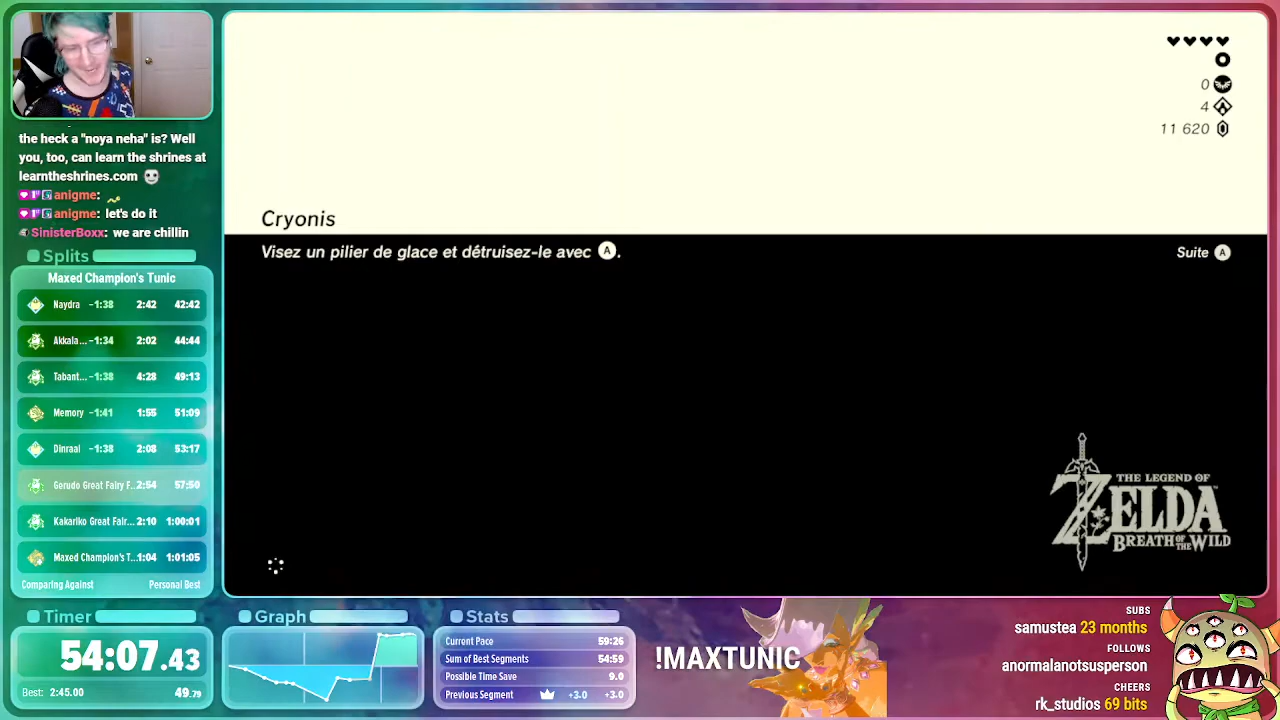 the heck a "noya neha" is? Well
you, too, can learn the shrines at
learntheshrines.com
anigme:
anigme: let's do it
SinisterBoxx: we are chillin
Splits
Maxed Champion's Tunic
Naydra -1:38 2:42 42:42
Akkala... -1:34 2:02 44:44
Tabant... -1:38 4:28 49:13
Memory -1:41 1:55 51:09
Dinraal -1:38 2:08 53:17
Gerudo Great Fairy F... 2:54 57:50
Kakariko Great Fair... 2:10 1:00:01
Maxed Champion's T... 1:04 1:01:05
Comparing Against Personal Best
Timer
54:07.43
Best: 2:45.00 49.79
0
4
11 620
Cryonis
Visez un pilier de glace et détruisez-le avec A.
Suite A
THE LEGEND OF
ZELDA
BREATH OF THE WILD
Graph
Stats
Current Pace 59:26
Sum of Best Segments 54:59
Possible Time Save 9.0
Previous Segment +3.0 +3.0
!MAXTUNIC
SUBS
samustea 23 months
FOLLOWS
anormalanotsusperson
CHEERS
rk_studios 69 bits